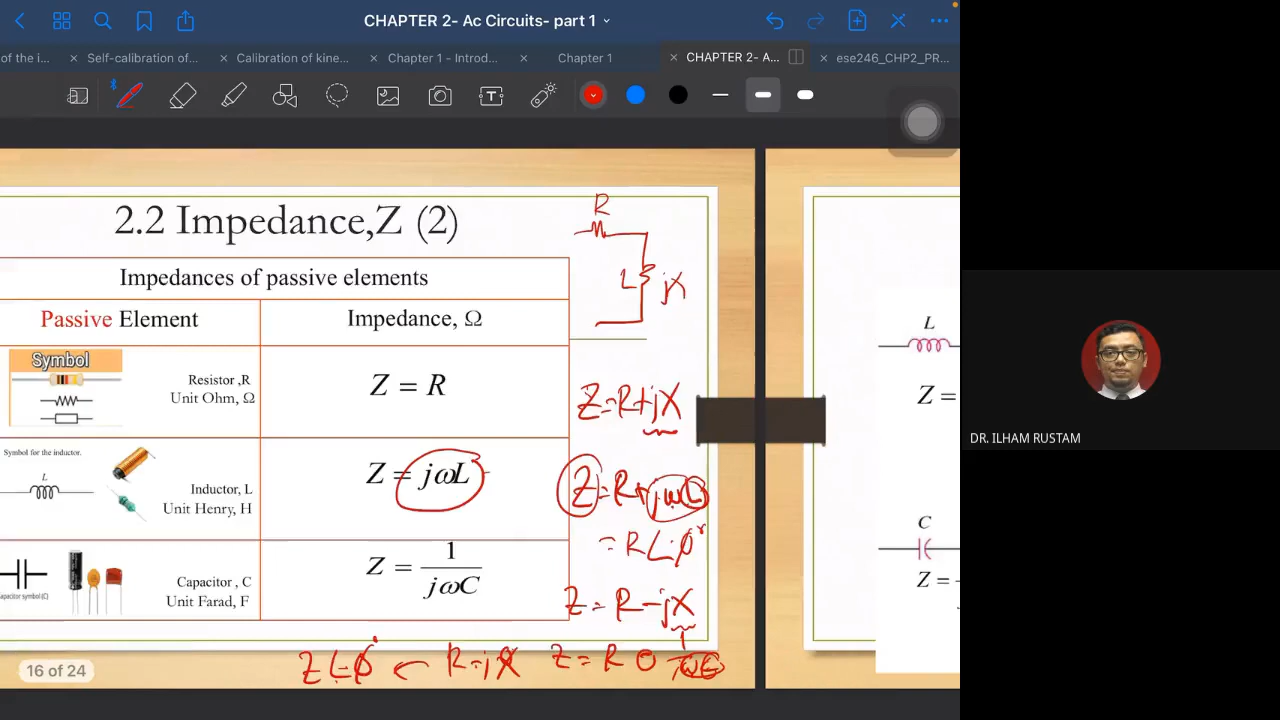 CHAPTER 2- Ac Circuits- part 1
of the i...
Self-calibration of...
Calibration of kine...
Chapter 1 - Introd...
Chapter 1
CHAPTER 2- A...
ese246_CHP2_PR...
2.2 Impedance,Z (2)
Impedances of passive elements
Passive Element
Impedance, Ω
Symbol
Resistor ,R
Unit Ohm, Ω
Z = R
Symbol for the inductor.
L
Inductor, L
Unit Henry, H
Z = jωL
Capacitor symbol (C)
Capacitor , C
Unit Farad, F
Z = 1/jωC
R
L jX
Z=R+jX
Z=R+jωL
=R∠ϕ°
Z=R-jX
Z∠-ϕ° ← R-jX
Z=R
16 of 24
L
Z =
C
Z =
DR. ILHAM RUSTAM